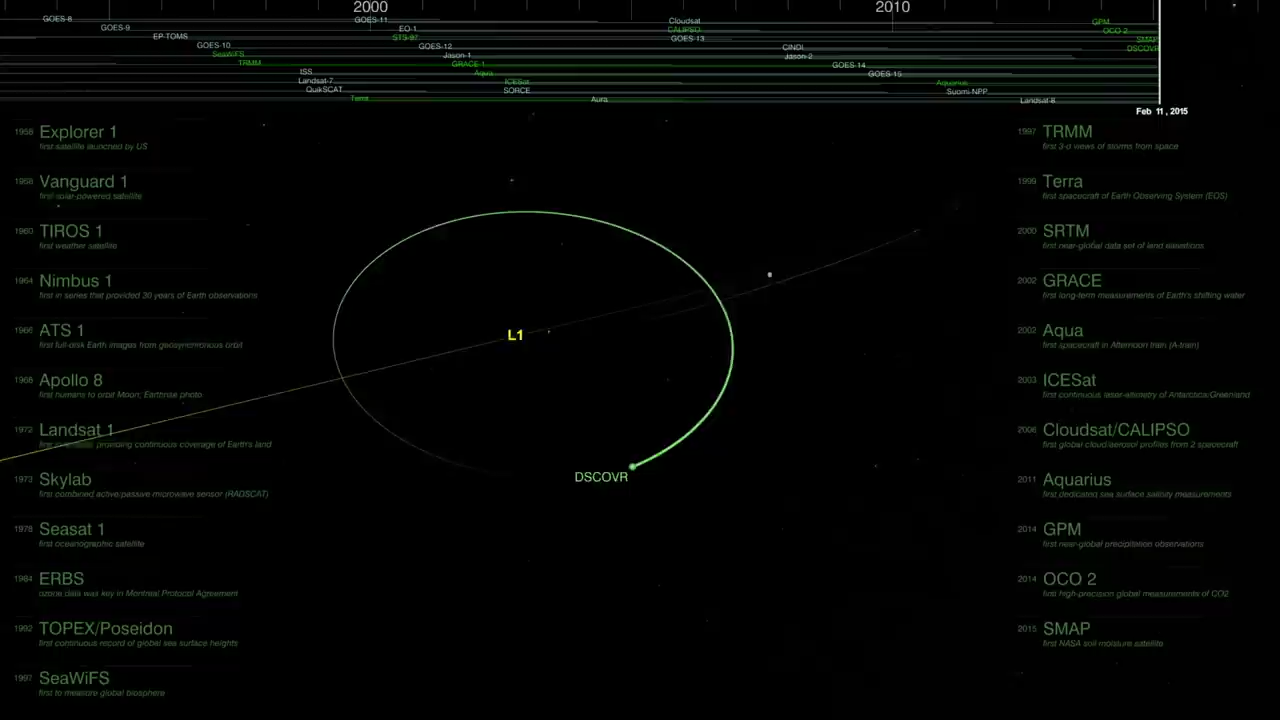 2000
2010
GOES-8
GOES-11
Cloudsat
GPM
GOES-9
EO-1
CALIPSO
OCO 2
EP-TOMS
STS-97
GOES-13
SMAP
GOES-10
GOES-12
CINDI
DSCOVR
SeaWiFS
Jason-1
Jason-2
TRMM
GRACE-1
GOES-14
ISS
Aqua
GOES-15
Landsat-7
ICESat
Aquarius
QuikSCAT
SORCE
Suomi-NPP
Terra
Aura
Landsat-8
Feb 11, 2015
1958 Explorer 1
first satellite launched by US
1958 Vanguard 1
first solar-powered satellite
1960 TIROS 1
first weather satellite
1964 Nimbus 1
first in series that provided 30 years of Earth observations
1966 ATS 1
first full-disk Earth images from geosynchronous orbit
1968 Apollo 8
first humans to orbit Moon; Earthrise photo
1972 Landsat 1
first providing continuous coverage of Earth's land
1973 Skylab
first combined active/passive microwave sensor (RADSCAT)
1978 Seasat 1
first oceanographic satellite
1984 ERBS
ozone data was key in Montreal Protocol Agreement
1992 TOPEX/Poseidon
first continuous record of global sea surface heights
1997 SeaWiFS
first to measure global biosphere
L1
DSCOVR
1997 TRMM
first 3-d views of storms from space
1999 Terra
first spacecraft of Earth Observing System (EOS)
2000 SRTM
first near-global data set of land elevations
2002 GRACE
first long-term measurements of Earth's shifting water
2002 Aqua
first spacecraft in Afternoon train (A-train)
2003 ICESat
first continuous laser-altimetry of Antarctica/Greenland
2006 Cloudsat/CALIPSO
first global cloud/aerosol profiles from 2 spacecraft
2011 Aquarius
first dedicated sea surface salinity measurements
2014 GPM
first near-global precipitation observations
2014 OCO 2
first high-precision global measurements of CO2
2015 SMAP
first NASA soil moisture satellite